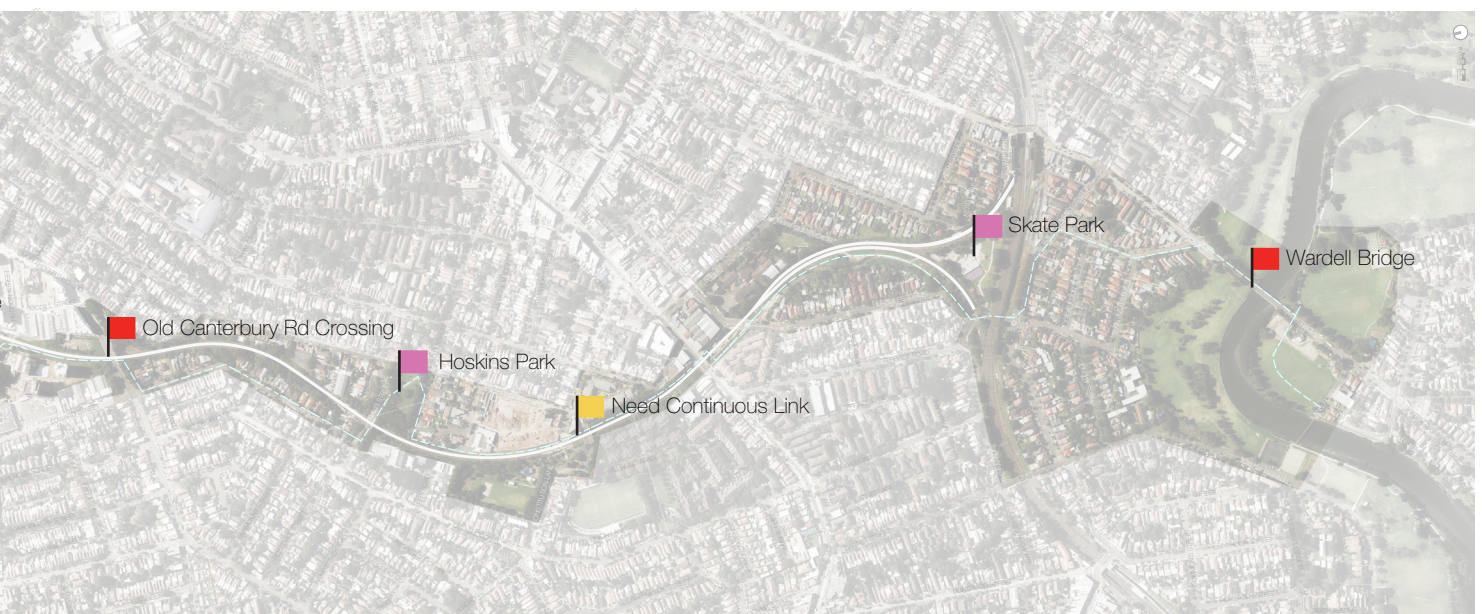 Skate Park
Wardell Bridge
Old Canterbury Rd Crossing
Hoskins Park
Need Continuous Link